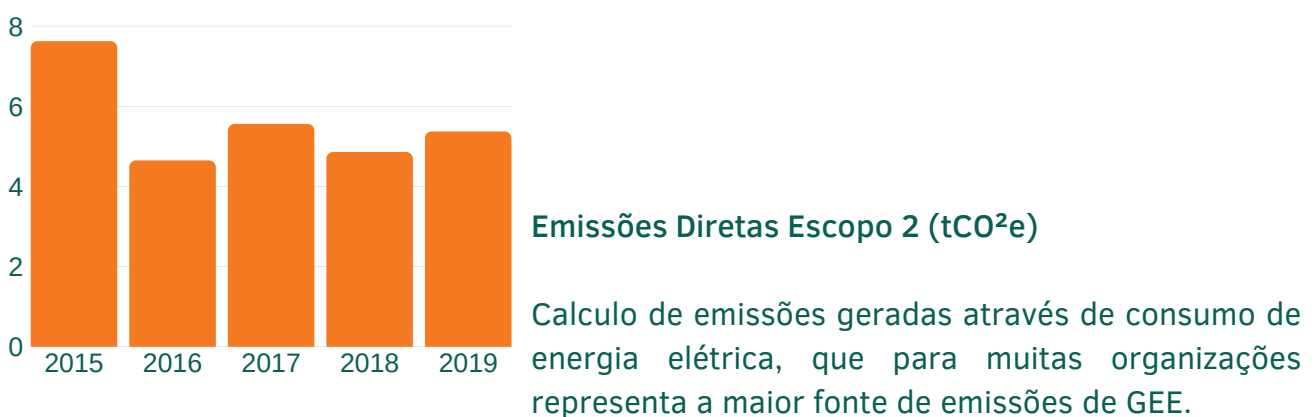 8
6
4
2
0
2015 2016 2017 2018 2019
Emissões Diretas Escopo 2 (tCO²e)
Calculo de emissões geradas através de consumo de
energia elétrica, que para muitas organizações
representa a maior fonte de emissões de GEE.